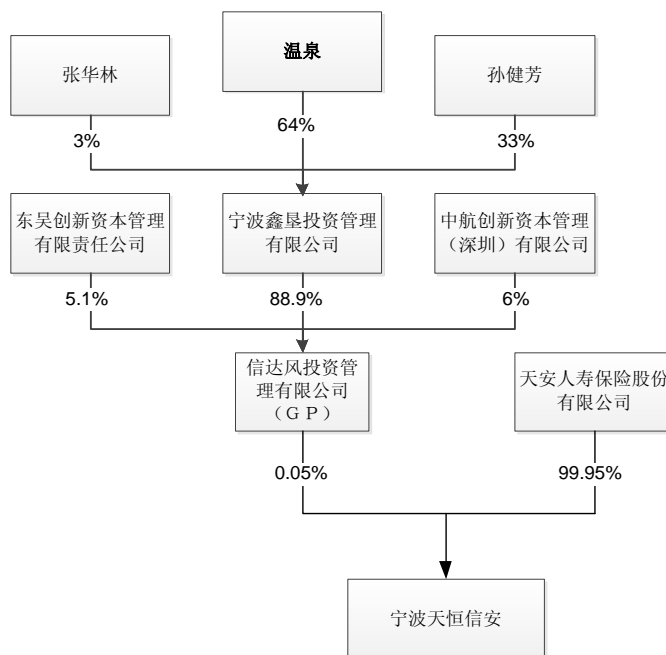 张华林
温泉
孙健芳
3%
64%
33%
东吴创新资本管理
有限责任公司
宁波鑫垦投资管理
有限公司
中航创新资本管理
（深圳）有限公司
5.1%
88.9%
6%
信达风投资管
理有限公司
（ＧＰ）
天安人寿保险股份
有限公司
0.05%
99.95%
宁波天恒信安